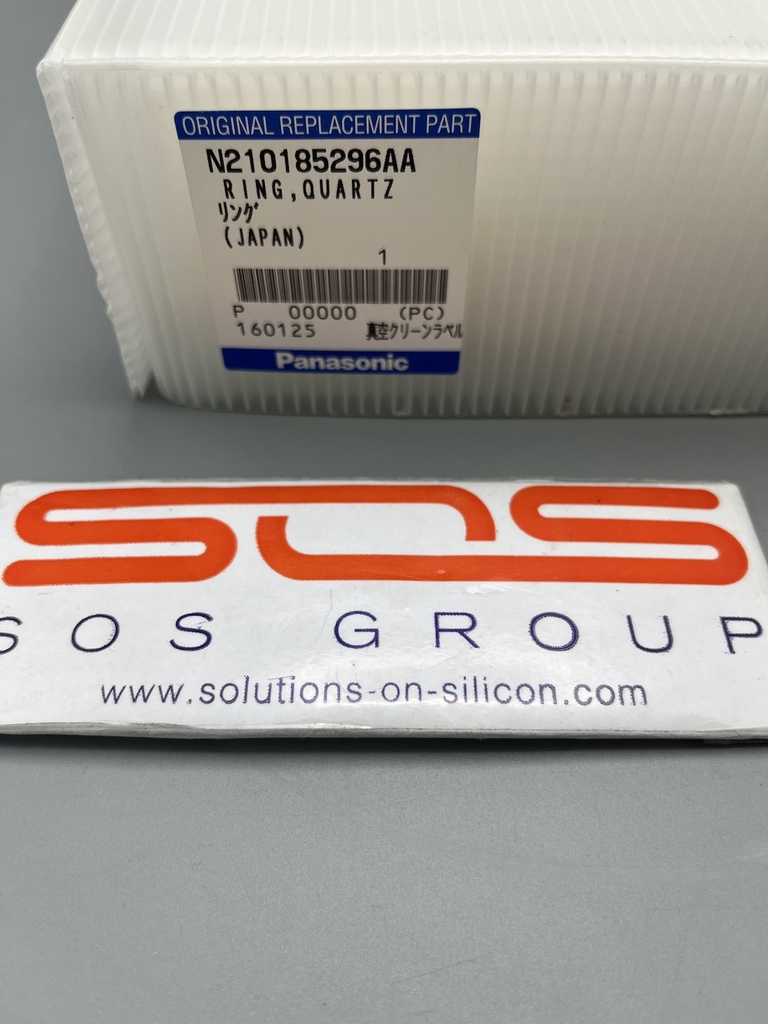 ORIGINAL REPLACEMENT PART
N210185296AA
RING,QUARTZ
リング
(JAPAN)
1
P 00000 (PC)
160125 真空クリーンラベル
Panasonic
SOS
SOS GROUP
www.solutions-on-silicon.com